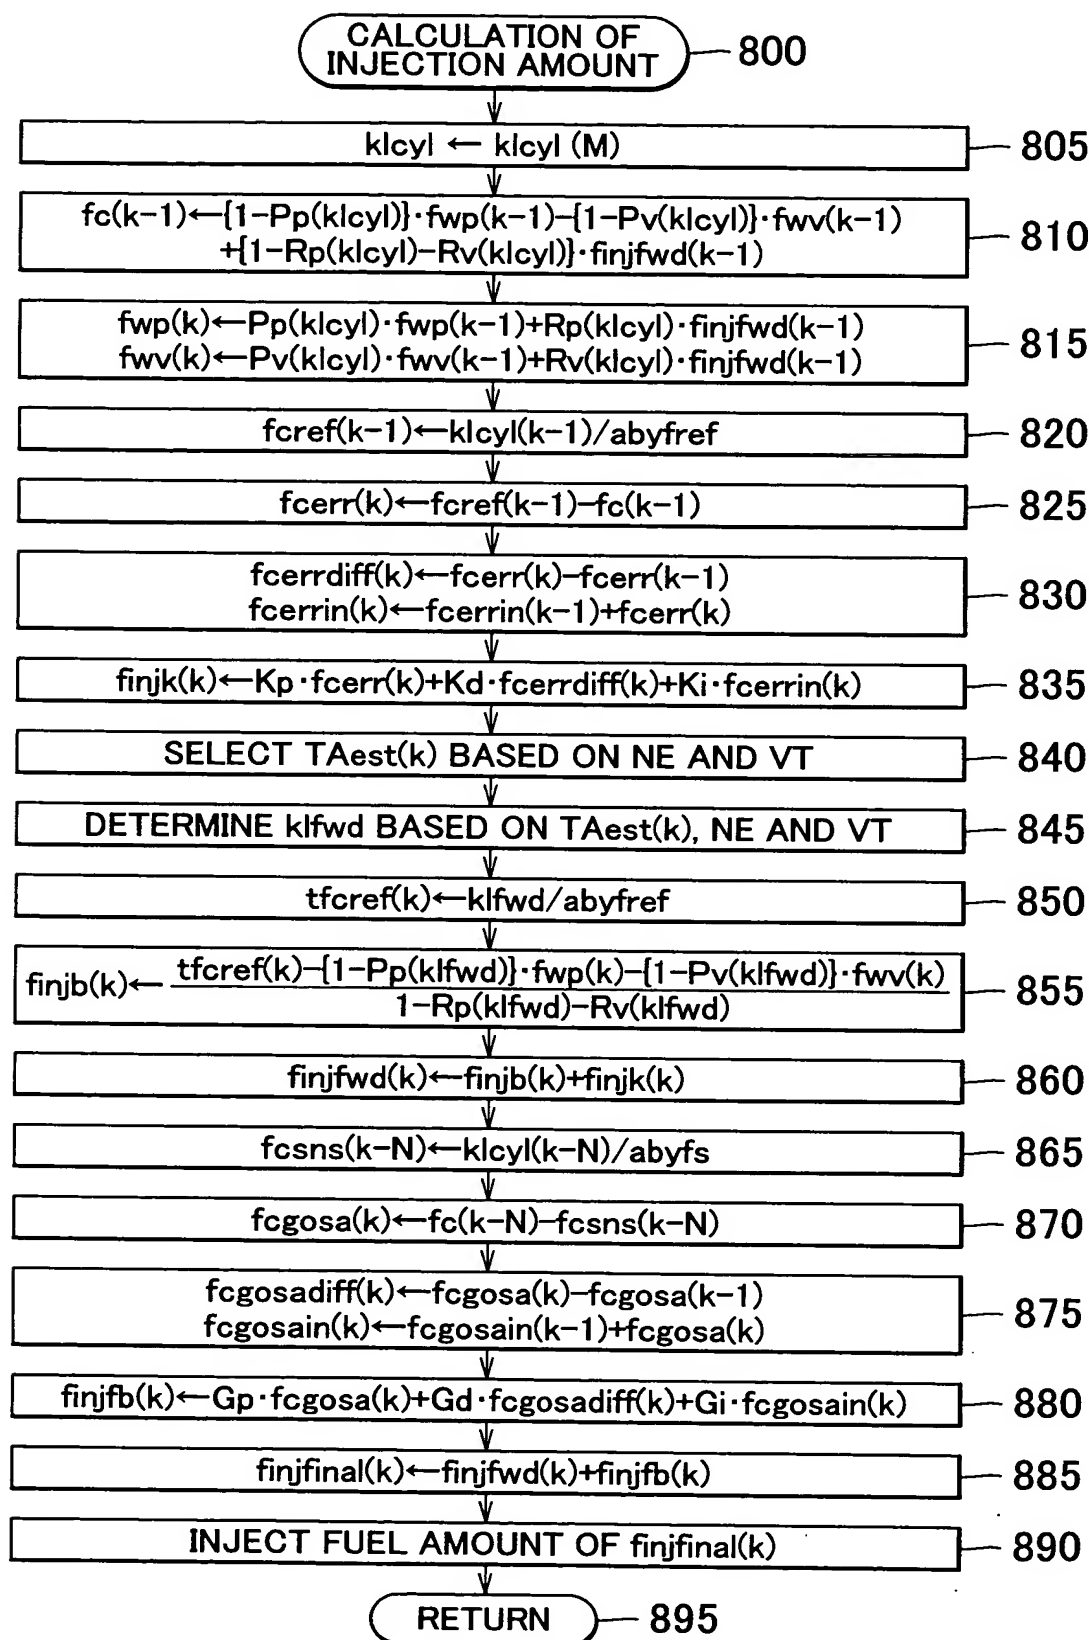 CALCULATION OF
INJECTION AMOUNT
800
klcyl ← klcyl (M)
805
fc(k-1)←{1-Pp(klcyl)}·fwp(k-1)-{1-Pv(klcyl)}·fwv(k-1)
+{1-Rp(klcyl)-Rv(klcyl)}·finjfwd(k-1)
810
fwp(k)←Pp(klcyl)·fwp(k-1)+Rp(klcyl)·finjfwd(k-1)
fwv(k)←Pv(klcyl)·fwv(k-1)+Rv(klcyl)·finjfwd(k-1)
815
fcref(k-1)←klcyl(k-1)/abyfref
820
fcerr(k)←fcref(k-1)-fc(k-1)
825
fcerrdiff(k)←fcerr(k)-fcerr(k-1)
fcerrin(k)←fcerrin(k-1)+fcerr(k)
830
finjk(k)←Kp·fcerr(k)+Kd·fcerrdiff(k)+Ki·fcerrin(k)
835
SELECT TAest(k) BASED ON NE AND VT
840
DETERMINE klfwd BASED ON TAest(k), NE AND VT
845
tfcref(k)←klfwd/abyfref
850
tfcref(k)-{1-Pp(klfwd)}·fwp(k)-{1-Pv(klfwd)}·fwv(k)
finjb(k)←
1-Rp(klfwd)-Rv(klfwd)
855
finjfwd(k)←finjb(k)+finjk(k)
860
fcsns(k-N)←klcyl(k-N)/abyfs
865
fcgosa(k)←fc(k-N)-fcsns(k-N)
870
fcgosadiff(k)←fcgosa(k)-fcgosa(k-1)
fcgosain(k)←fcgosain(k-1)+fcgosa(k)
875
finjfb(k)←Gp·fcgosa(k)+Gd·fcgosadiff(k)+Gi·fcgosain(k)
880
finjfinal(k)←finjfwd(k)+finjfb(k)
885
INJECT FUEL AMOUNT OF finjfinal(k)
890
RETURN
895